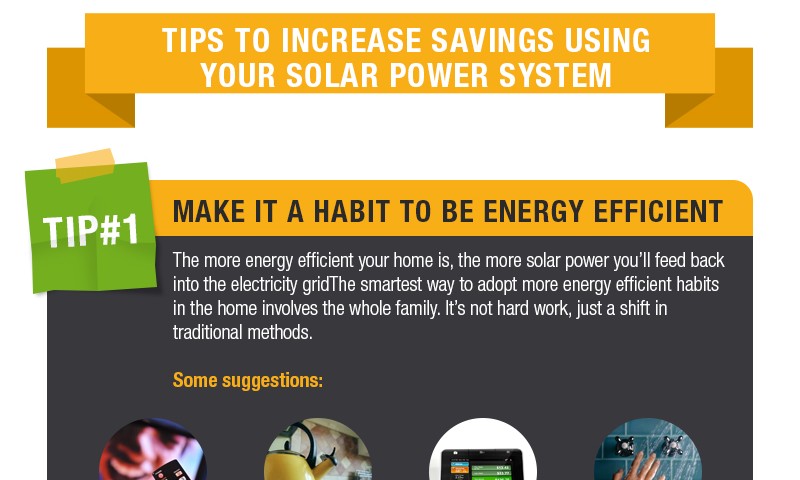 TIPS TO INCREASE SAVINGS USING
YOUR SOLAR POWER SYSTEM
TIP#1
MAKE IT A HABIT TO BE ENERGY EFFICIENT
The more energy efficient your home is, the more solar power you'll feed back
into the electricity gridThe smartest way to adopt more energy efficient habits
in the home involves the whole family. It's not hard work, just a shift in
traditional methods.
Some suggestions: